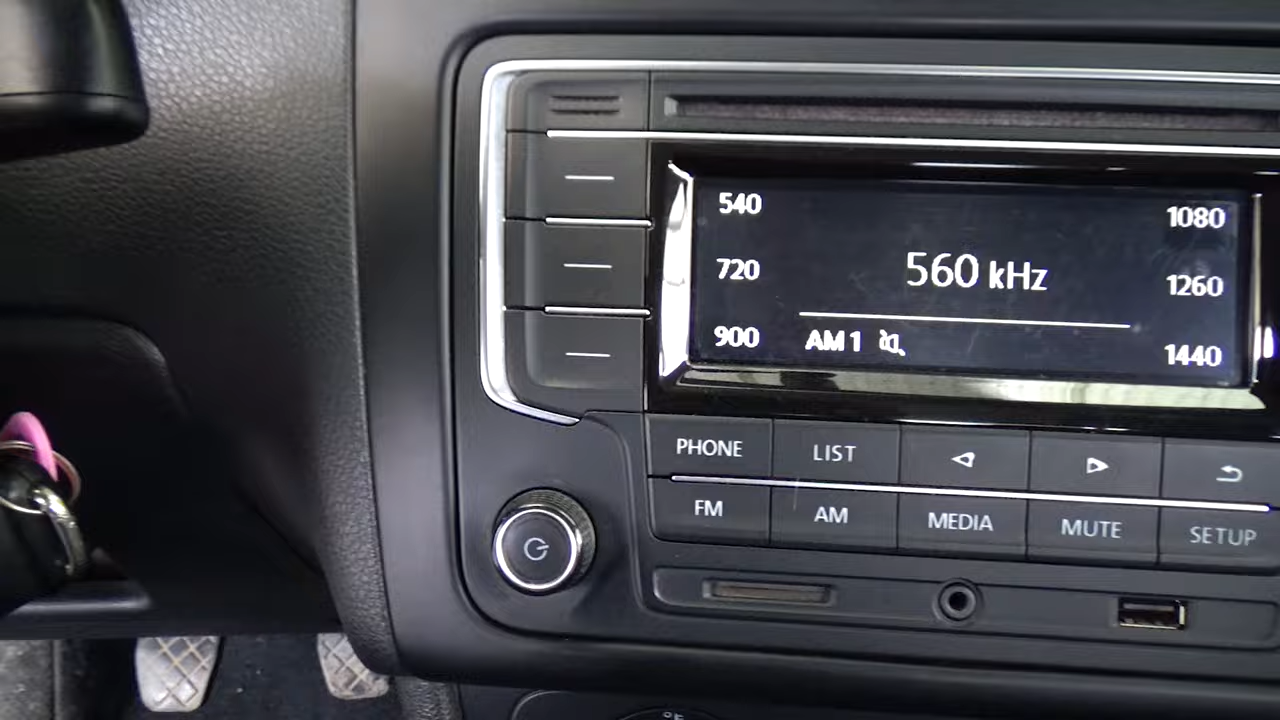 540
1080
560 kHz
720
1260
900
AM 1
1440
PHONE
LIST
FM
AM
MEDIA
MUTE
SETUP